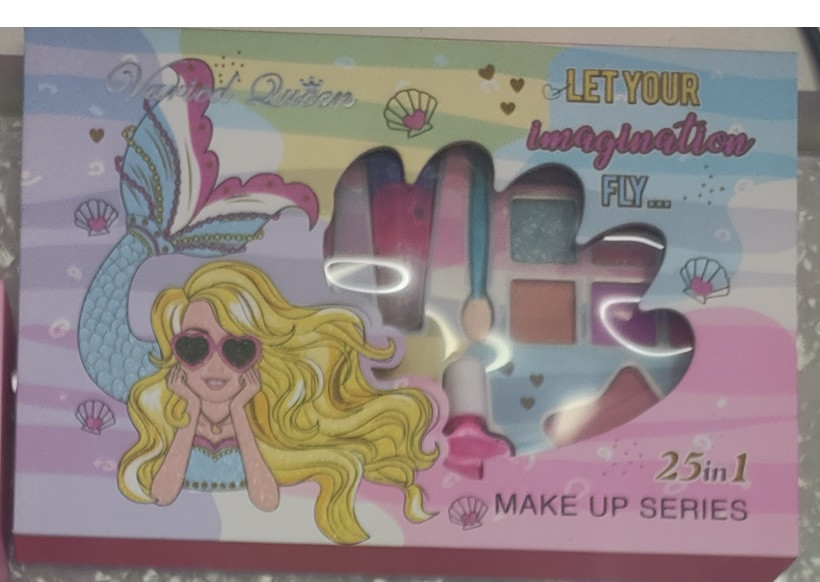 Varied Queen
LET YOUR
imagination
FLY...
25in1
MAKE UP SERIES